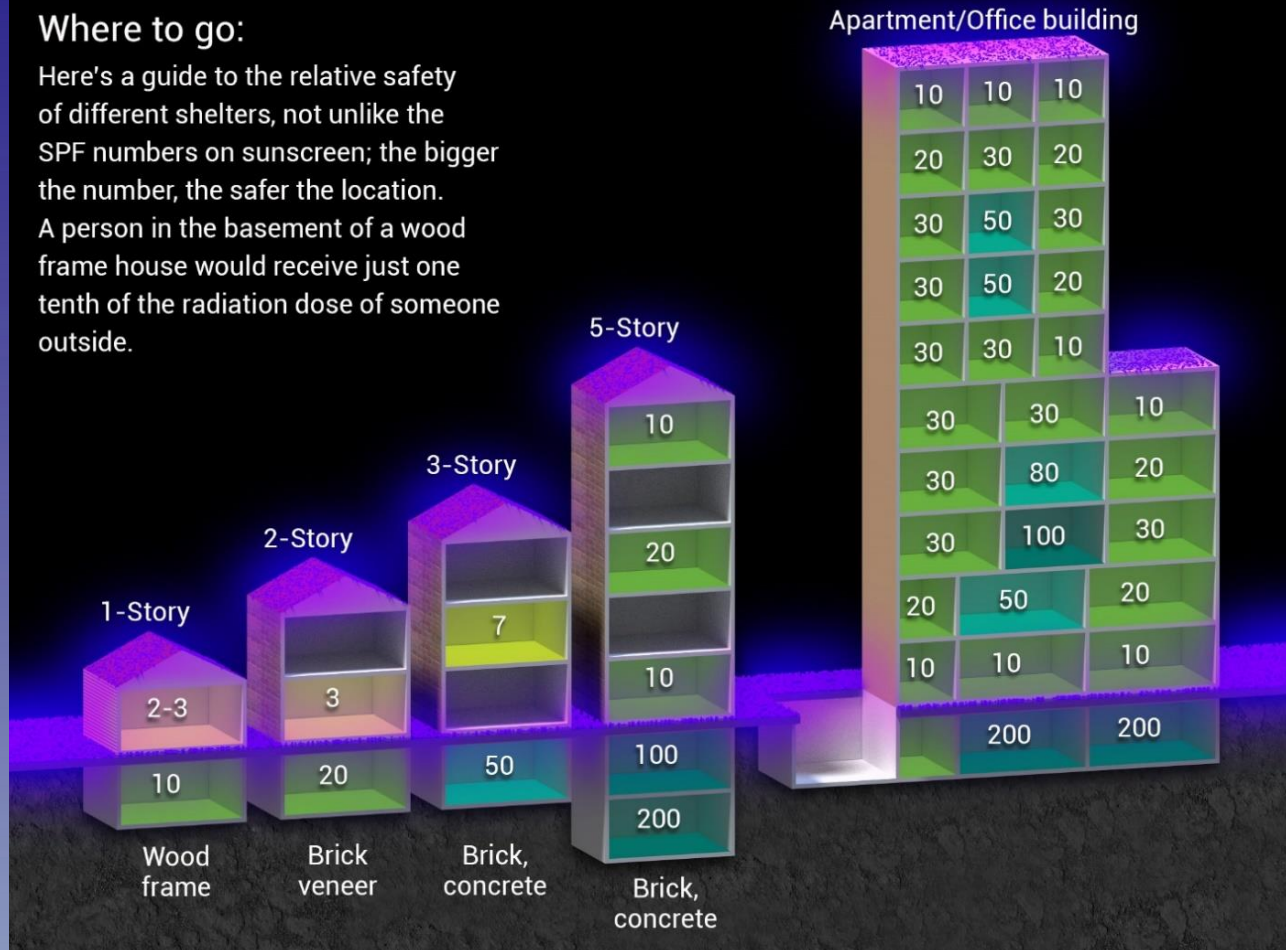 Where to go:
Here's a guide to the relative safety
of different shelters, not unlike the
SPF numbers on sunscreen; the bigger
the number, the safer the location.
A person in the basement of a wood
frame house would receive just one
tenth of the radiation dose of someone
outside.
1-Story
2-3
10
Wood
frame
2-Story
3
20
Brick
veneer
3-Story
7
50
Brick,
concrete
5-Story
10
20
10
100
200
Brick,
concrete
Apartment/Office building
10 10 10
20 30 20
30 50 30
30 50 20
30 30 10
30 30 10
30 80 20
30 100 30
20 50 20
10 10 10
200 200